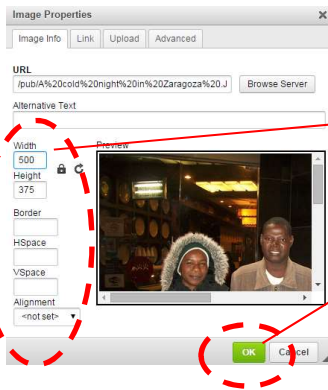 Image Properties x
Image Info Link Upload Advanced
URL
/pub/A%20cold%20night%20in%20Zaragoza%20.J Browse Server
Alternative Text
Width Preview
500
Height
375
Border
HSpace
VSpace
Alignment
<not set>
OK Cancel